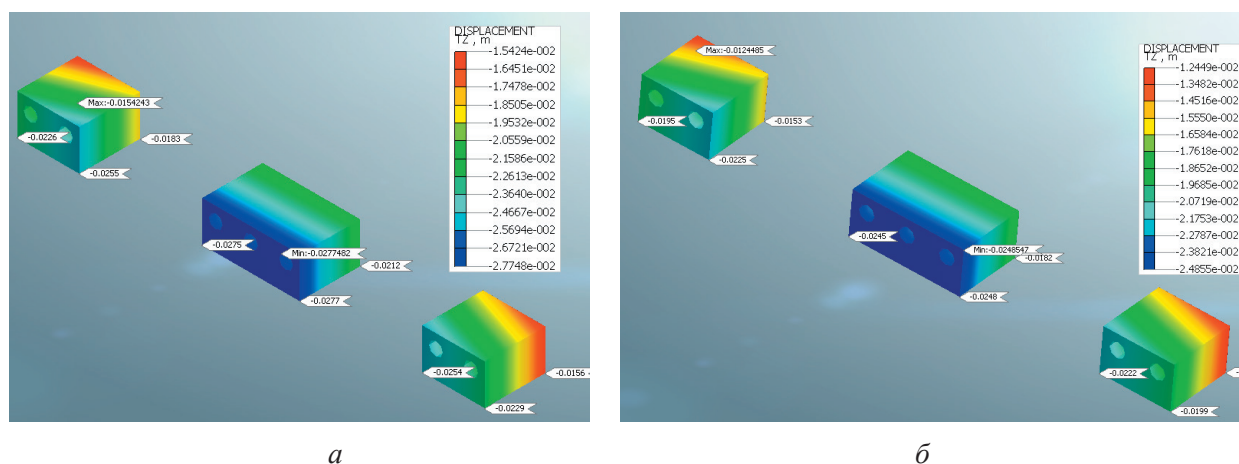 DISPLACEMENT
TZ , m
-1.5424e-002
-1.6451e-002
-1.7478e-002
-1.8505e-002
-1.9532e-002
-2.0559e-002
-2.1586e-002
-2.2613e-002
-2.3640e-002
-2.4667e-002
-2.5694e-002
-2.6721e-002
-2.7748e-002
Max:-0.0154243
-0.0226
-0.0183
-0.0255
-0.0275
Min:-0.0277482
-0.0212
-0.0277
-0.0254
-0.0156
-0.0229
а
DISPLACEMENT
TZ , m
-1.2449e-002
-1.3482e-002
-1.4516e-002
-1.5550e-002
-1.6584e-002
-1.7618e-002
-1.8652e-002
-1.9685e-002
-2.0719e-002
-2.1753e-002
-2.2787e-002
-2.3821e-002
-2.4855e-002
Max:-0.0124485
-0.0195
-0.0153
-0.0225
-0.0245
Min:-0.0248547
-0.0182
-0.0248
-0.0222
-0.0199
б